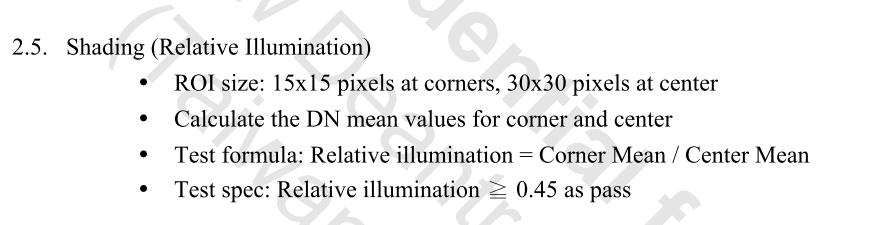 2.5. Shading (Relative Illumination)
• ROI size: 15x15 pixels at corners, 30x30 pixels at center
• Calculate the DN mean values for corner and center
• Test formula: Relative illumination = Corner Mean / Center Mean
• Test spec: Relative illumination ≧ 0.45 as pass